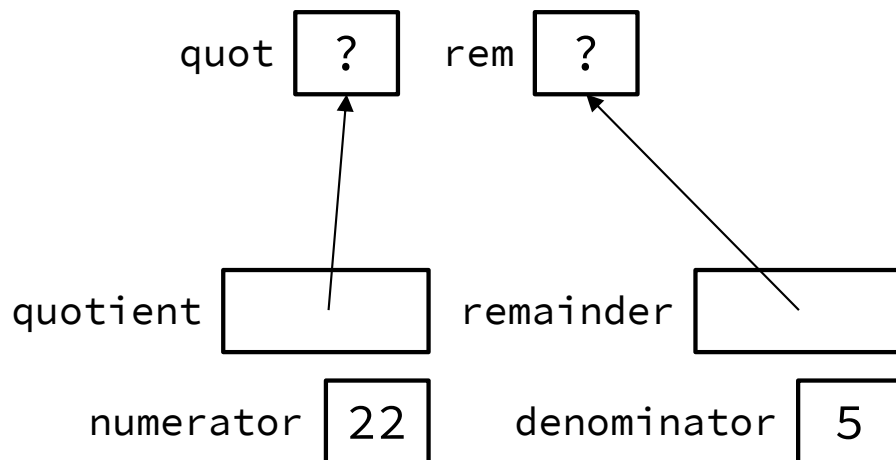 quot ? rem ?
quotient remainder
numerator 22 denominator 5